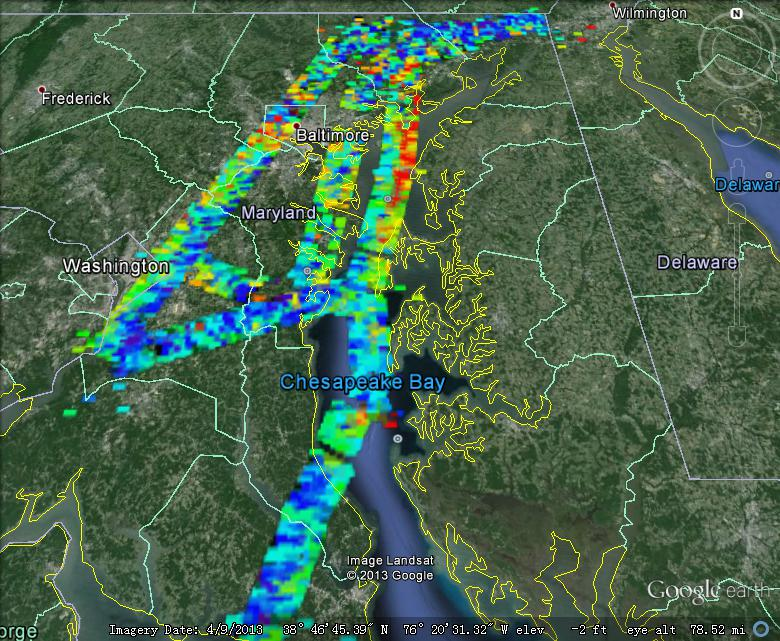 Wilmington
N
Frederick
Baltimore
Delawar
Maryland
Washington
Delaware
Chesapeake Bay
Image Landsat
© 2013 Google
Google earth
orge
Imagery Date: 4/9/2013 38° 46'45.39" N 76° 20'31.32" W elev -2 ft eye alt 78.52 mi